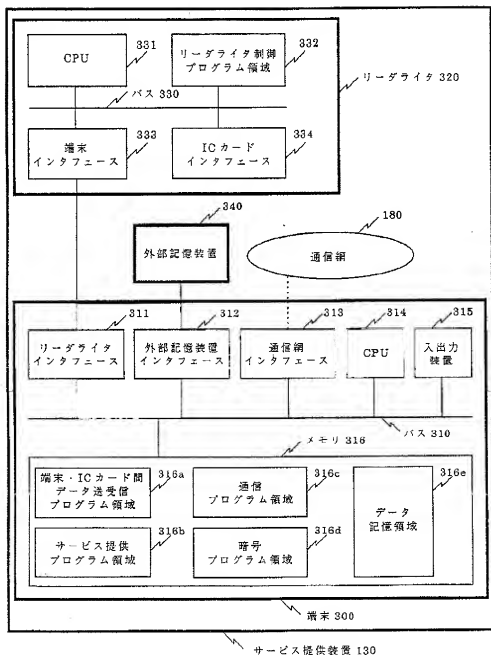 331
332
CPU
リーダライタ制御
プログラム領域
バス 330
リーダライタ 320
333
334
端末
インタフェース
ICカード
インタフェース
340
180
外部記憶装置
通信網
311
312
313
314
315
リーダライタ
インタフェース
外部記憶装置
インタフェース
通信網
インタフェース
CPU
入出力
装置
バス 310
メモリ 316
316a
316c
316e
端末・ICカード間
データ送受信
プログラム領域
通信
プログラム領域
データ
記憶領域
316b
316d
サービス提供
プログラム領域
暗号
プログラム領域
端末 300
サービス提供装置 130